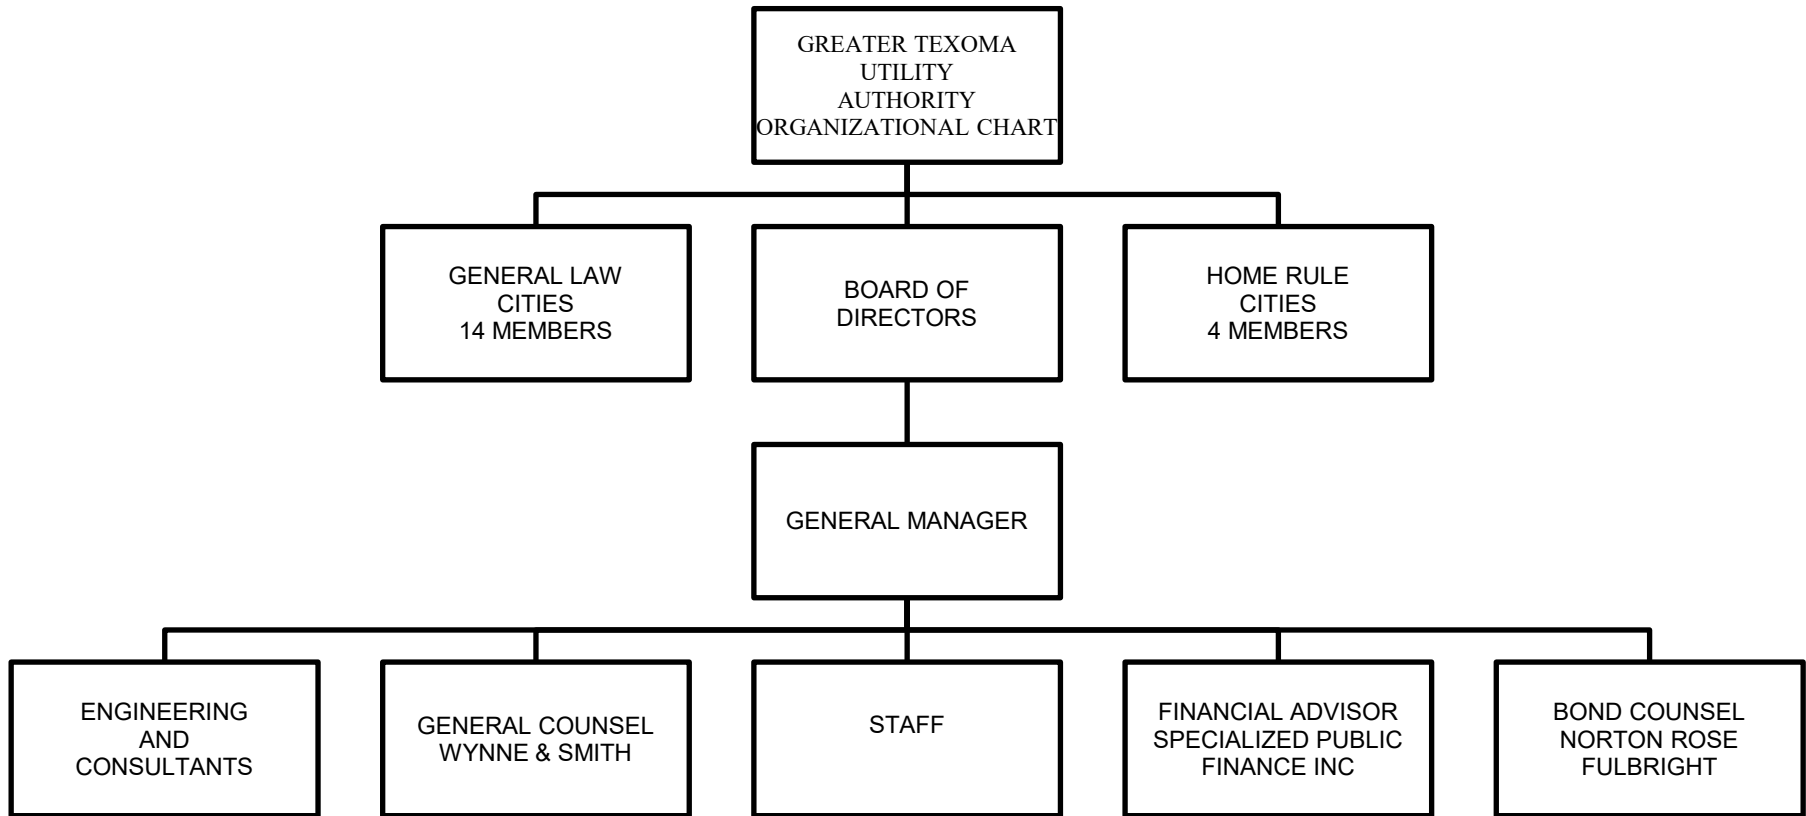 GREATER TEXOMA
UTILITY
AUTHORITY
ORGANIZATIONAL CHART
GENERAL LAW
CITIES
14 MEMBERS
BOARD OF
DIRECTORS
HOME RULE
CITIES
4 MEMBERS
GENERAL MANAGER
ENGINEERING
AND
CONSULTANTS
GENERAL COUNSEL
WYNNE & SMITH
STAFF
FINANCIAL ADVISOR
SPECIALIZED PUBLIC
FINANCE INC
BOND COUNSEL
NORTON ROSE
FULBRIGHT